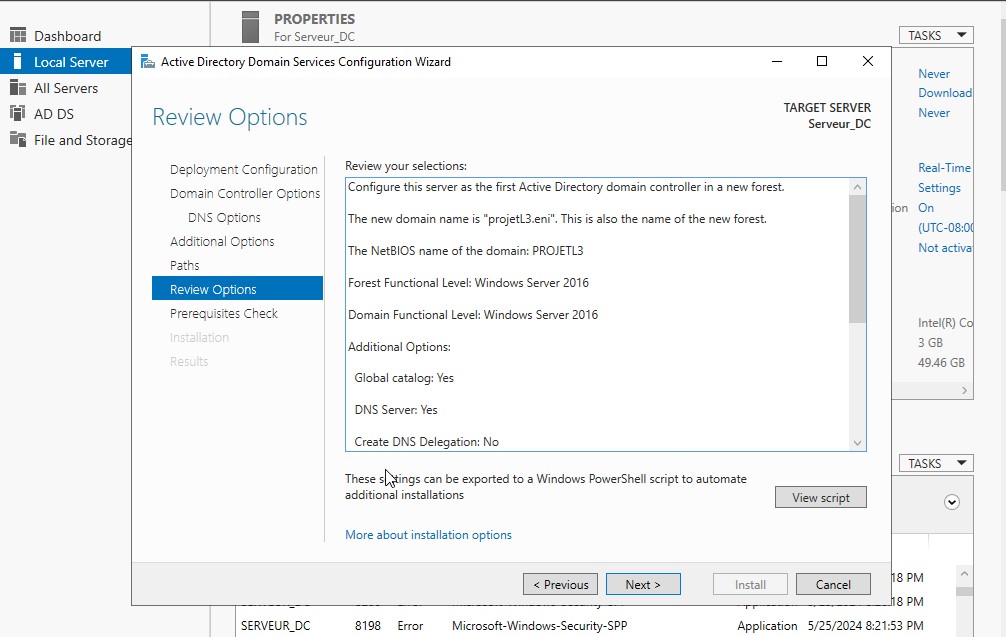 PROPERTIES
For Serveur_DC
TASKS
Dashboard
Local Server
All Servers
AD DS
File and Storage
Active Directory Domain Services Configuration Wizard
Never
Download
Never
Real-Time
Settings
ion On
(UTC-08:00
Not activa
Intel(R) Co
3 GB
49.46 GB
Review Options
TARGET SERVER
Serveur_DC
Deployment Configuration
Domain Controller Options
DNS Options
Additional Options
Paths
Review Options
Prerequisites Check
Installation
Results
Review your selections:
Configure this server as the first Active Directory domain controller in a new forest.
The new domain name is "projetL3.eni". This is also the name of the new forest.
The NetBIOS name of the domain: PROJETL3
Forest Functional Level: Windows Server 2016
Domain Functional Level: Windows Server 2016
Additional Options:
Global catalog: Yes
DNS Server: Yes
Create DNS Delegation: No
These settings can be exported to a Windows PowerShell script to automate
additional installations
View script
More about installation options
< Previous
Next >
Install
Cancel
TASKS
18 PM
18 PM
SERVEUR_DC 8198 Error Microsoft-Windows-Security-SPP Application 5/25/2024 8:21:53 PM